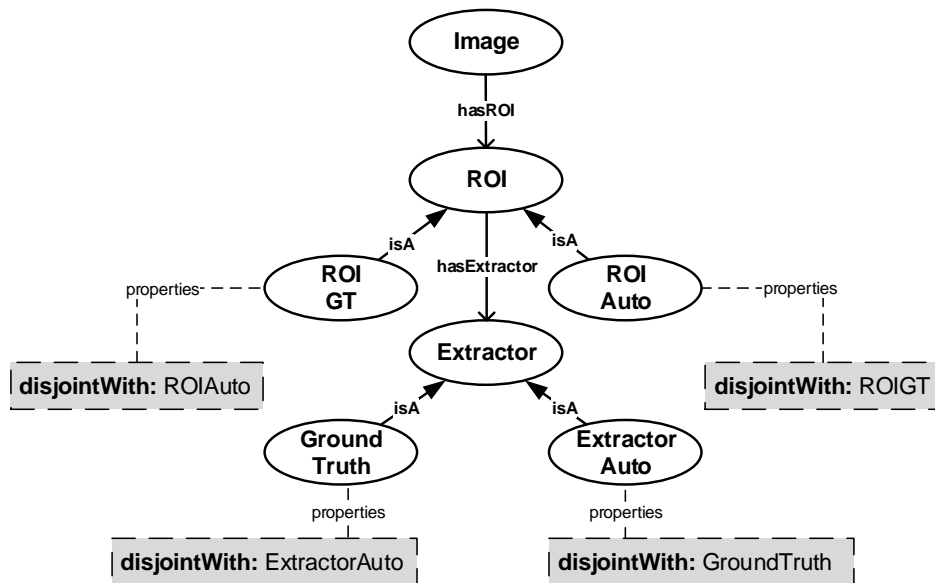 Image
hasROI
ROI
isA
isA
hasExtractor
ROI
GT
ROI
Auto
properties
properties
Extractor
disjointWith: ROIAuto
disjointWith: ROIGT
isA
isA
Ground
Truth
Extractor
Auto
properties
properties
disjointWith: ExtractorAuto
disjointWith: GroundTruth